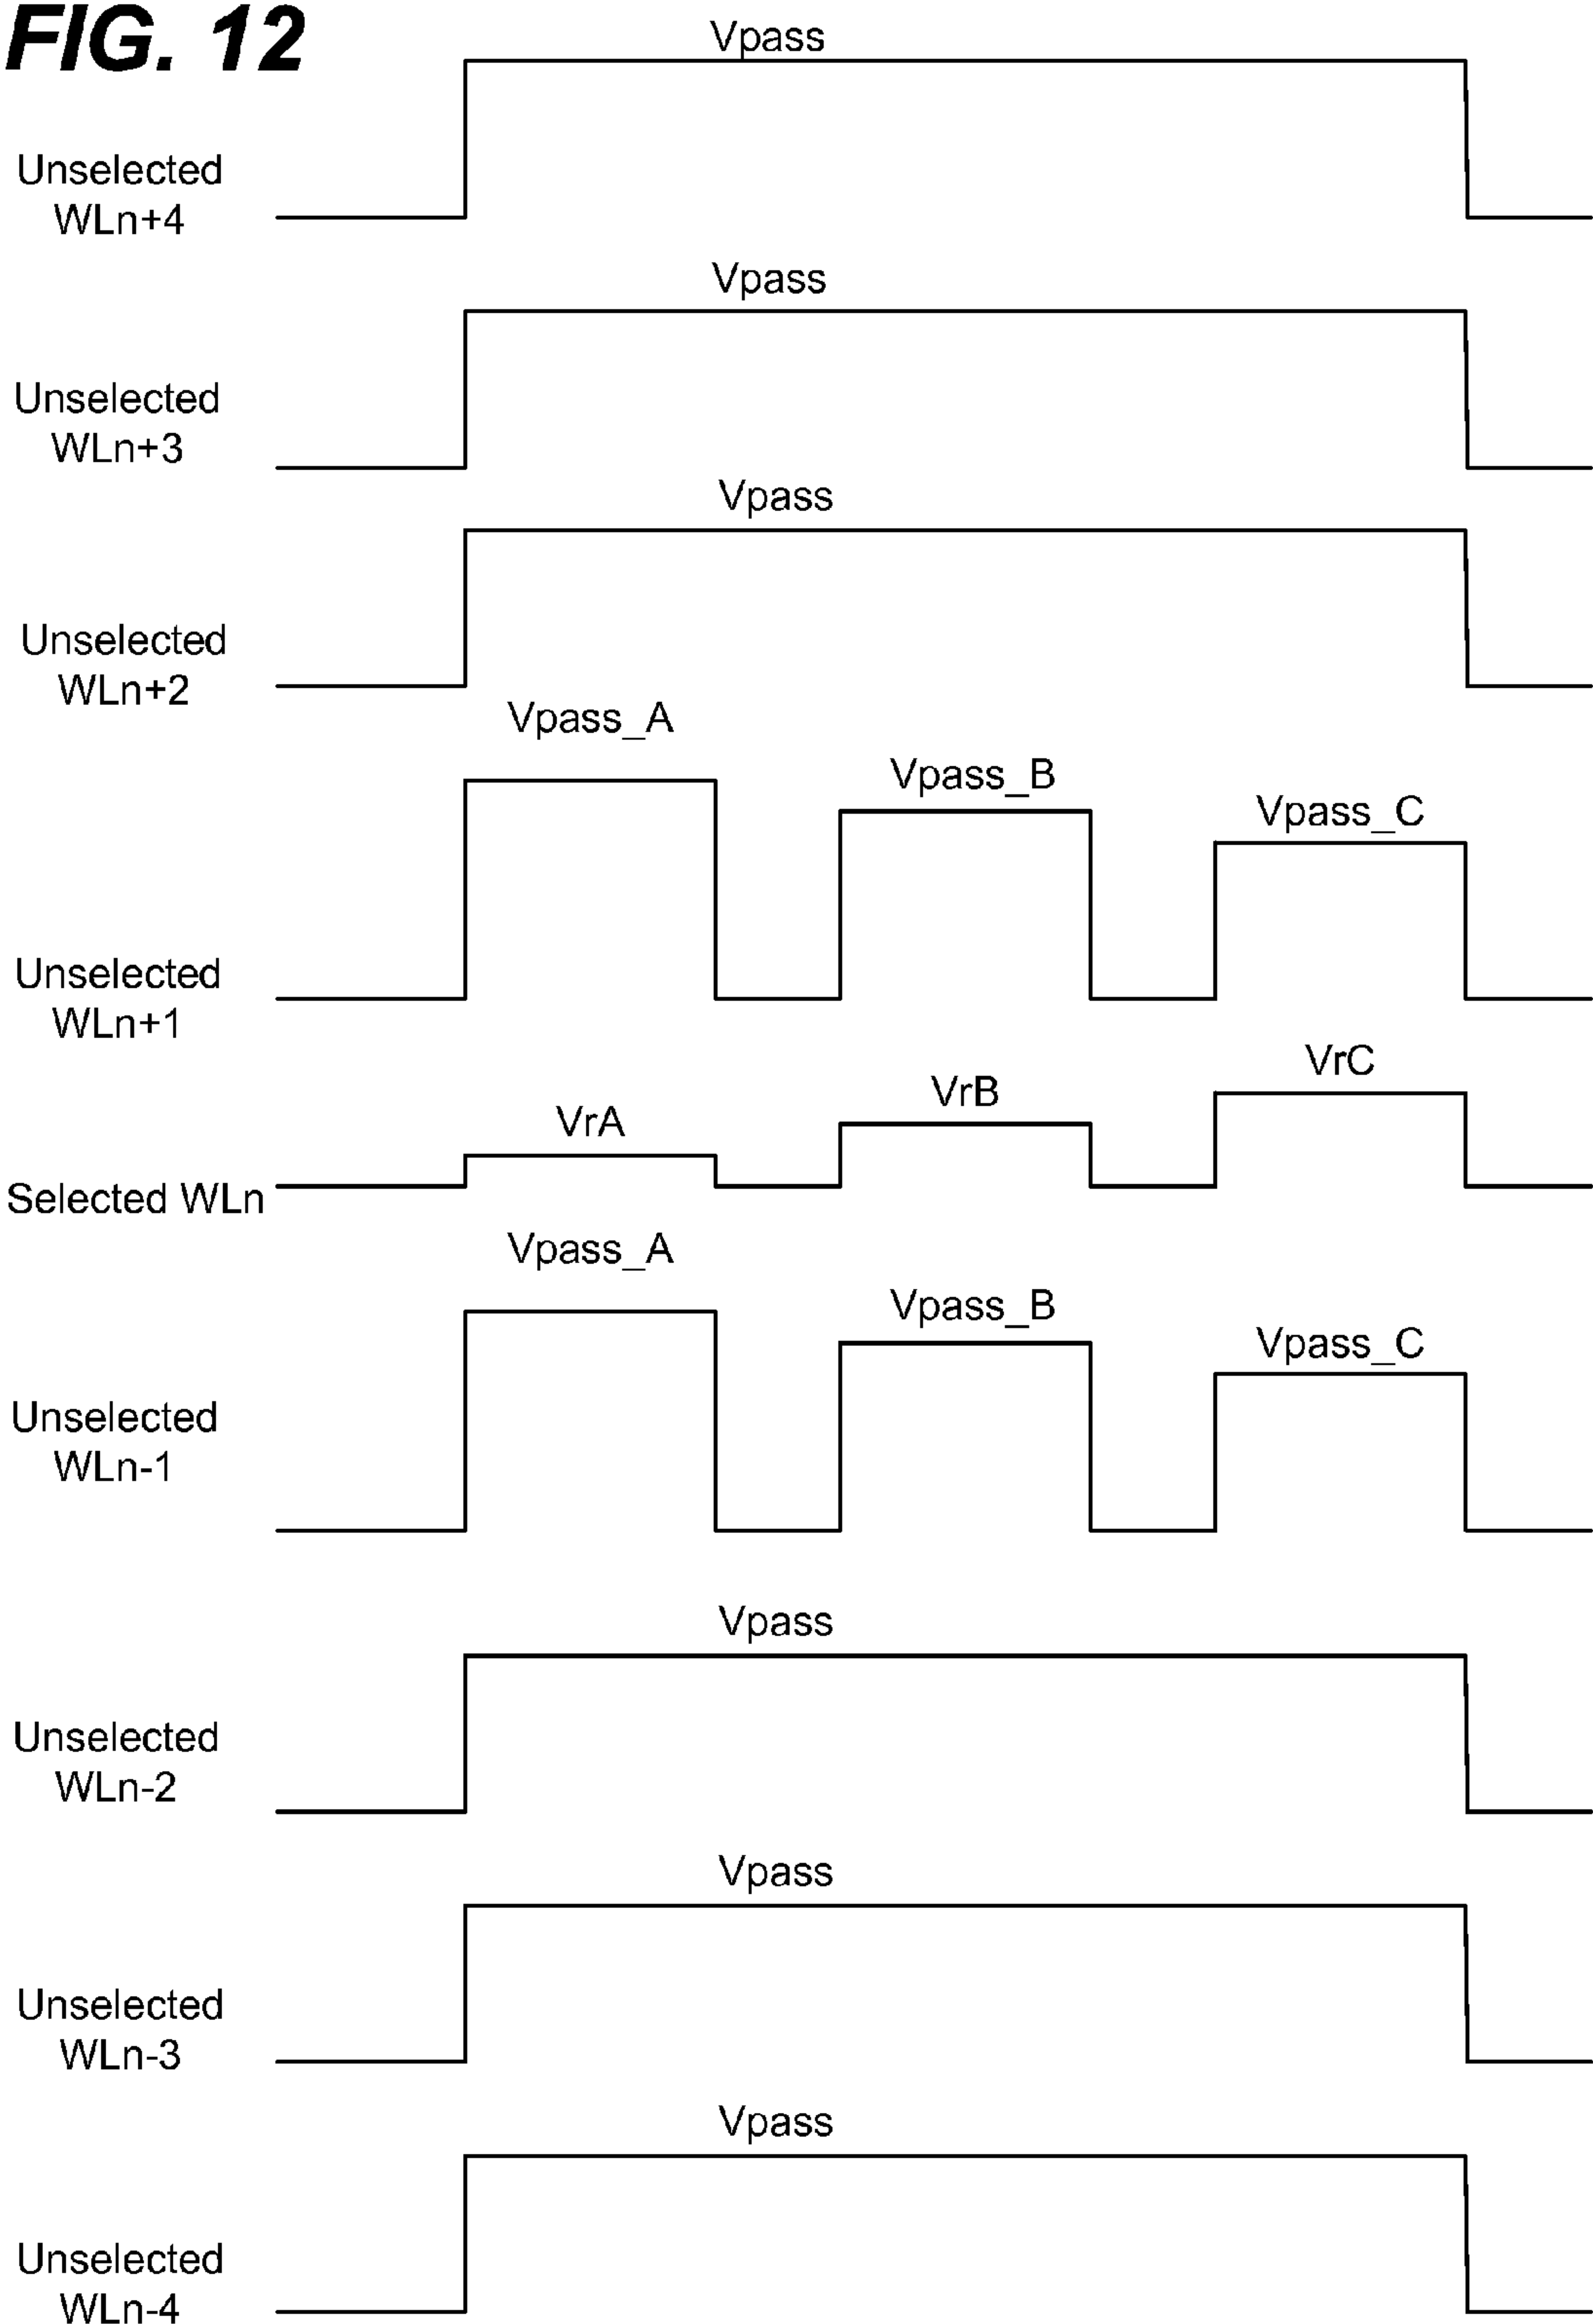 FIG. 12
Vpass
Unselected
WLn+4
Vpass
Unselected
WLn+3
Vpass
Unselected
WLn+2
Vpass_A
Vpass_B
Vpass_C
Unselected
WLn+1
VrA
VrB
VrC
Selected WLn
Vpass_A
Vpass_B
Vpass_C
Unselected
WLn-1
Vpass
Unselected
WLn-2
Vpass
Unselected
WLn-3
Vpass
Unselected
WLn-4